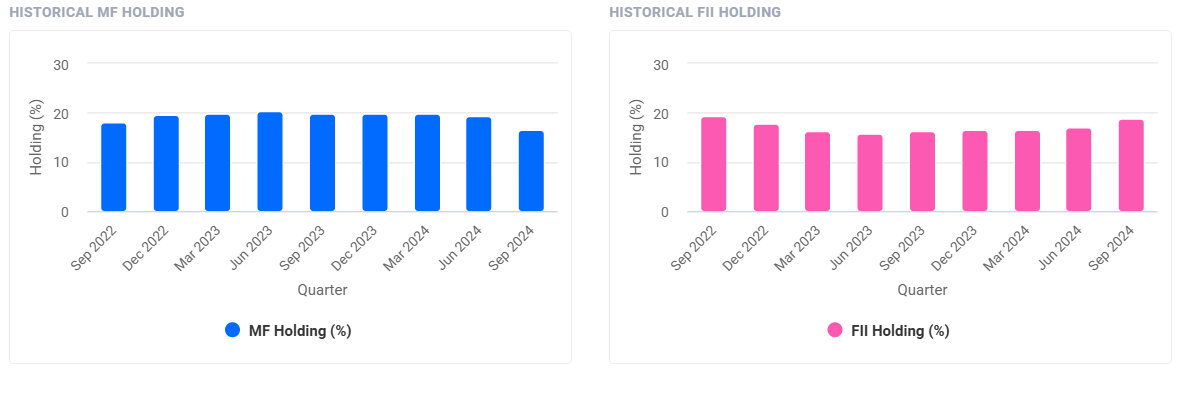 HISTORICAL MF HOLDING
30
20
10
0
Holding (%)
Sep 2022
Dec 2022
Mar 2023
Jun 2023
Sep 2023
Dec 2023
Mar 2024
Jun 2024
Sep 2024
Quarter
MF Holding (%)
HISTORICAL FII HOLDING
30
20
10
0
Holding (%)
Sep 2022
Dec 2022
Mar 2023
Jun 2023
Sep 2023
Dec 2023
Mar 2024
Jun 2024
Sep 2024
Quarter
FII Holding (%)